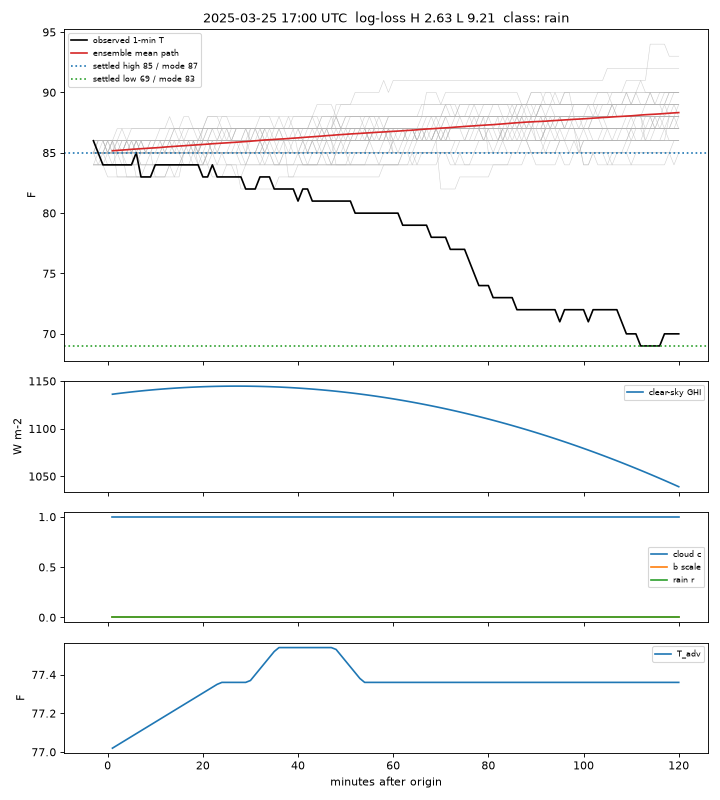 2025-03-25 17:00 UTC  log-loss H 2.63 L 9.21  class: rain
observed 1-min T
ensemble mean path
settled high 85 / mode 87
settled low 69 / mode 83
95
90
85
80
75
70
F
1150
1100
1050
W m-2
clear-sky GHI
1.0
0.5
0.0
cloud c
b scale
rain r
77.4
77.2
77.0
F
T_adv
0 20 40 60 80 100 120
minutes after origin